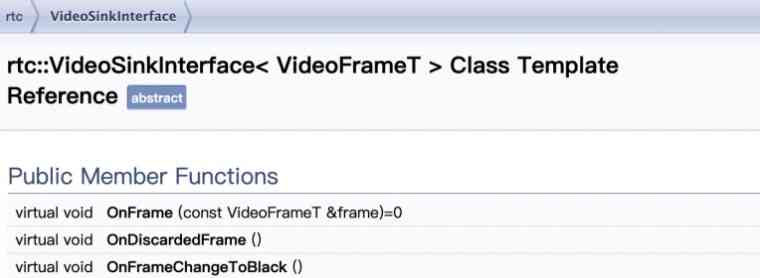 rtc VideoSinkInterface
rtc::VideoSinkInterface< VideoFrameT > Class Template
Reference abstract
Public Member Functions
virtual void OnFrame (const VideoFrameT &frame)=0
virtual void OnDiscardedFrame ()
virtual void OnFrameChangeToBlack ()